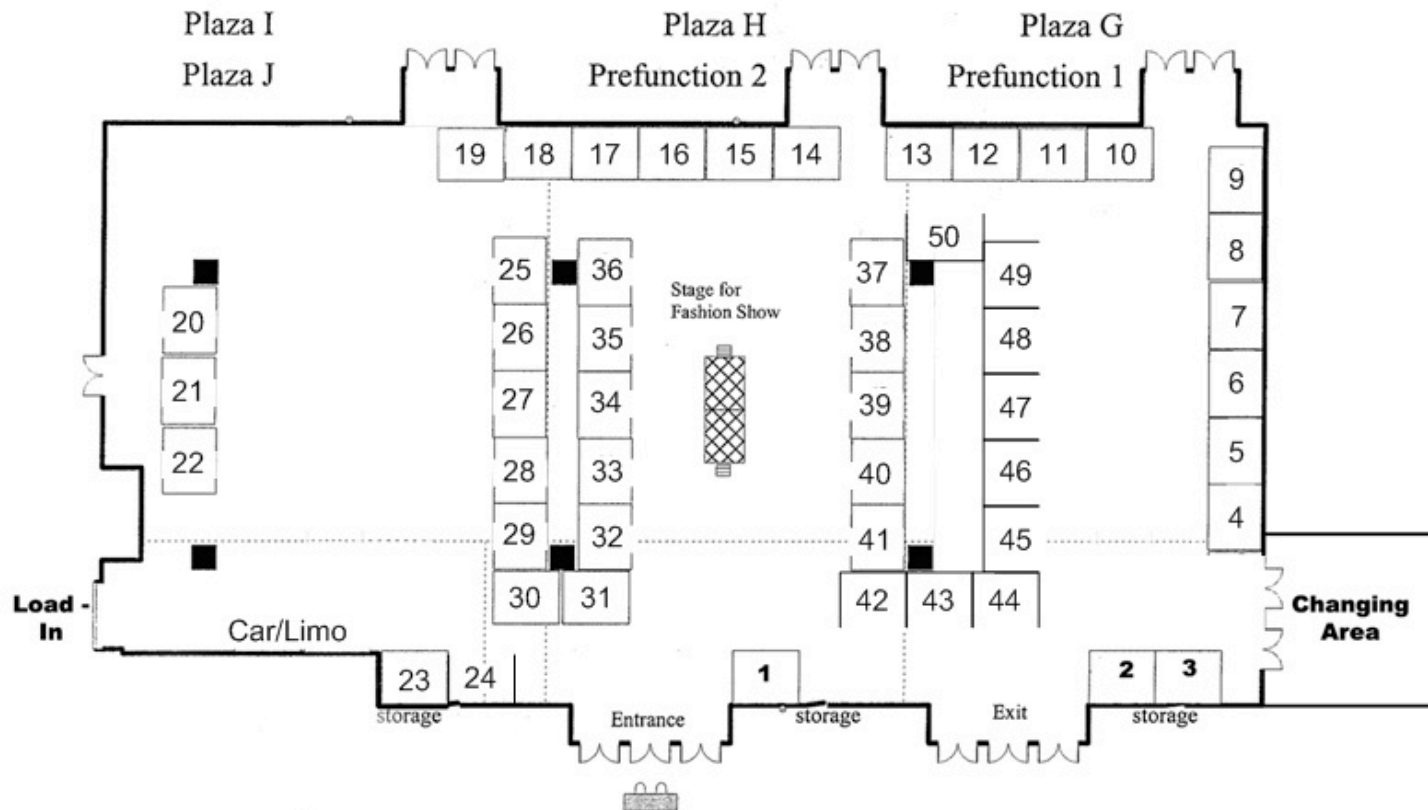 Plaza I
Plaza H
Plaza G
Plaza J
Prefunction 2
Prefunction 1
19
18
17
16
15
14
13
12
11
10
9
8
7
6
5
4
50
25
36
37
49
20
26
35
38
48
21
27
34
39
47
22
28
33
40
46
29
32
41
45
30
31
42
43
44
Stage for
Fashion Show
Load -
In
Car/Limo
Changing
Area
23
24
1
2
3
storage
Entrance
storage
Exit
storage